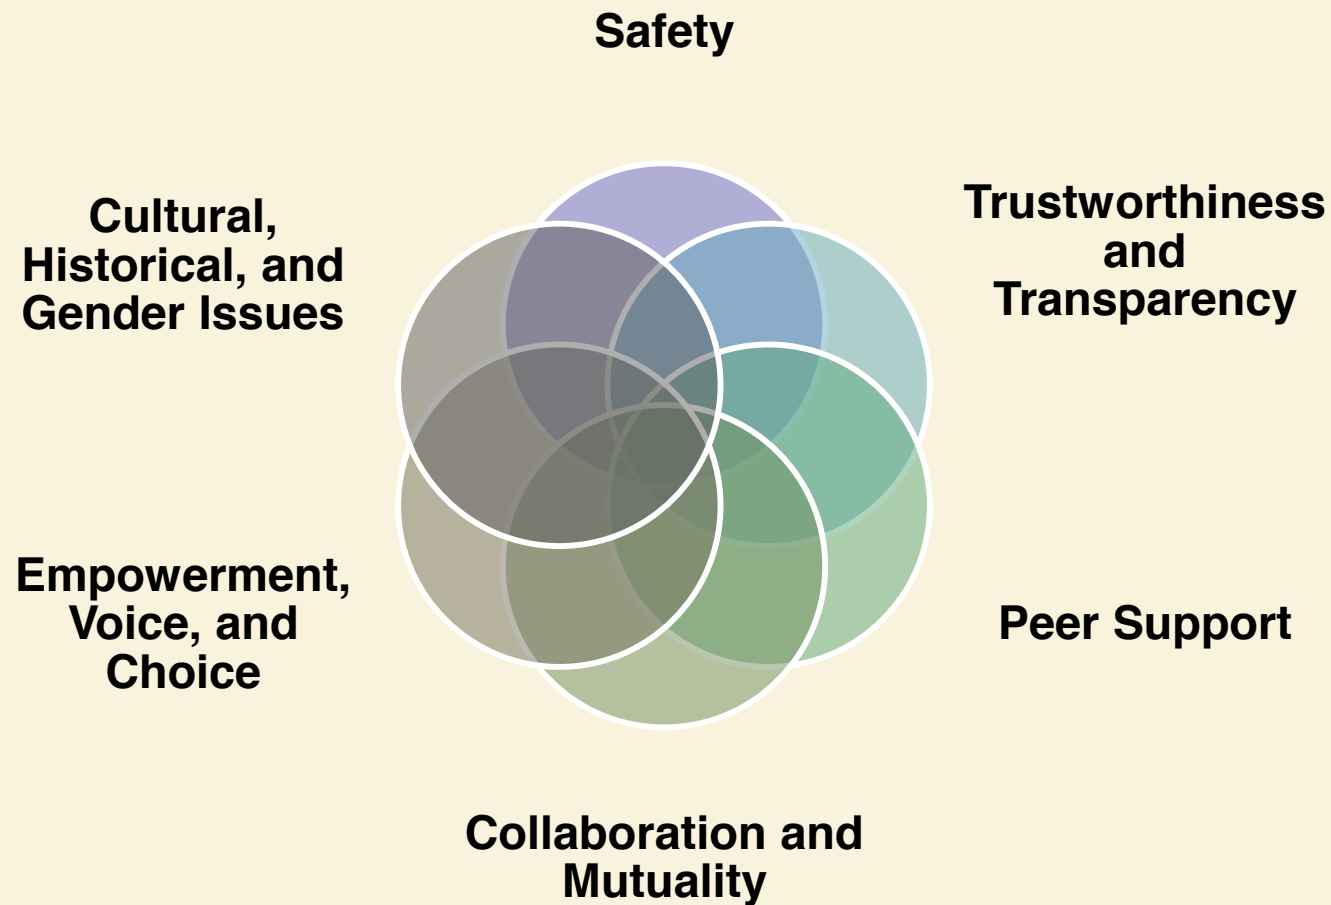 Safety
Cultural,
Historical, and
Gender Issues
Trustworthiness
and
Transparency
Empowerment,
Voice, and
Choice
Peer Support
Collaboration and
Mutuality